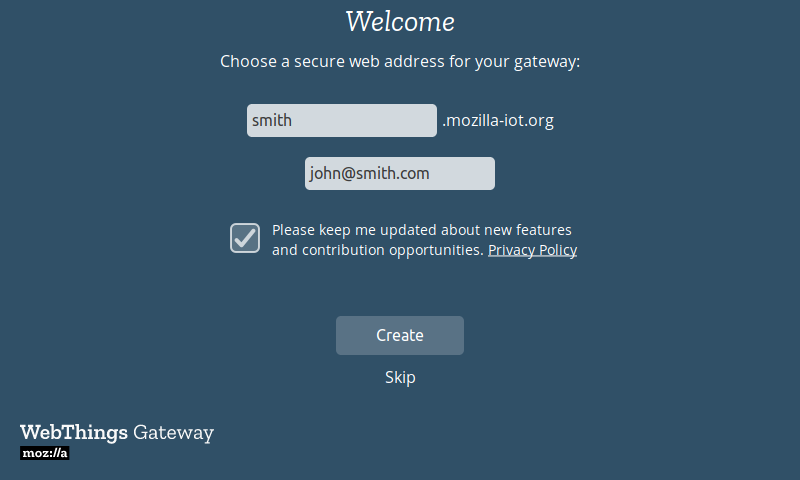 Welcome
Choose a secure web address for your gateway:
smith .mozilla-iot.org
john@smith.com
Please keep me updated about new features
and contribution opportunities. Privacy Policy
Create
Skip
WebThings Gateway
moz://a